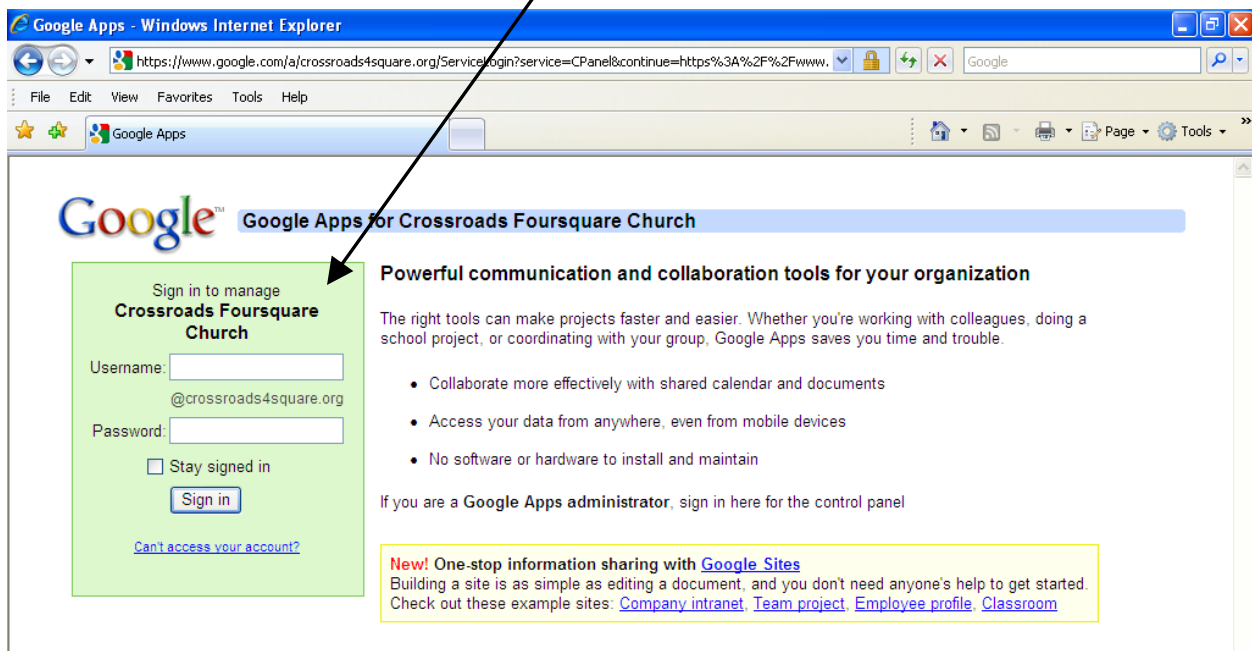 Google Apps - Windows Internet Explorer
https://www.google.com/a/crossroads4square.org/ServiceLogin?service=CPanel&continue=https%3A%2F%2Fwww.
Google
File Edit View Favorites Tools Help
Google Apps
Page Tools »
Google™ Google Apps for Crossroads Foursquare Church
Sign in to manage
Crossroads Foursquare
Church
Username:
@crossroads4square.org
Password:
Stay signed in
Sign in
Can't access your account?
Powerful communication and collaboration tools for your organization
The right tools can make projects faster and easier. Whether you're working with colleagues, doing a
school project, or coordinating with your group, Google Apps saves you time and trouble.
• Collaborate more effectively with shared calendar and documents
• Access your data from anywhere, even from mobile devices
• No software or hardware to install and maintain
If you are a Google Apps administrator, sign in here for the control panel
New! One-stop information sharing with Google Sites
Building a site is as simple as editing a document, and you don't need anyone's help to get started.
Check out these example sites: Company intranet, Team project, Employee profile, Classroom